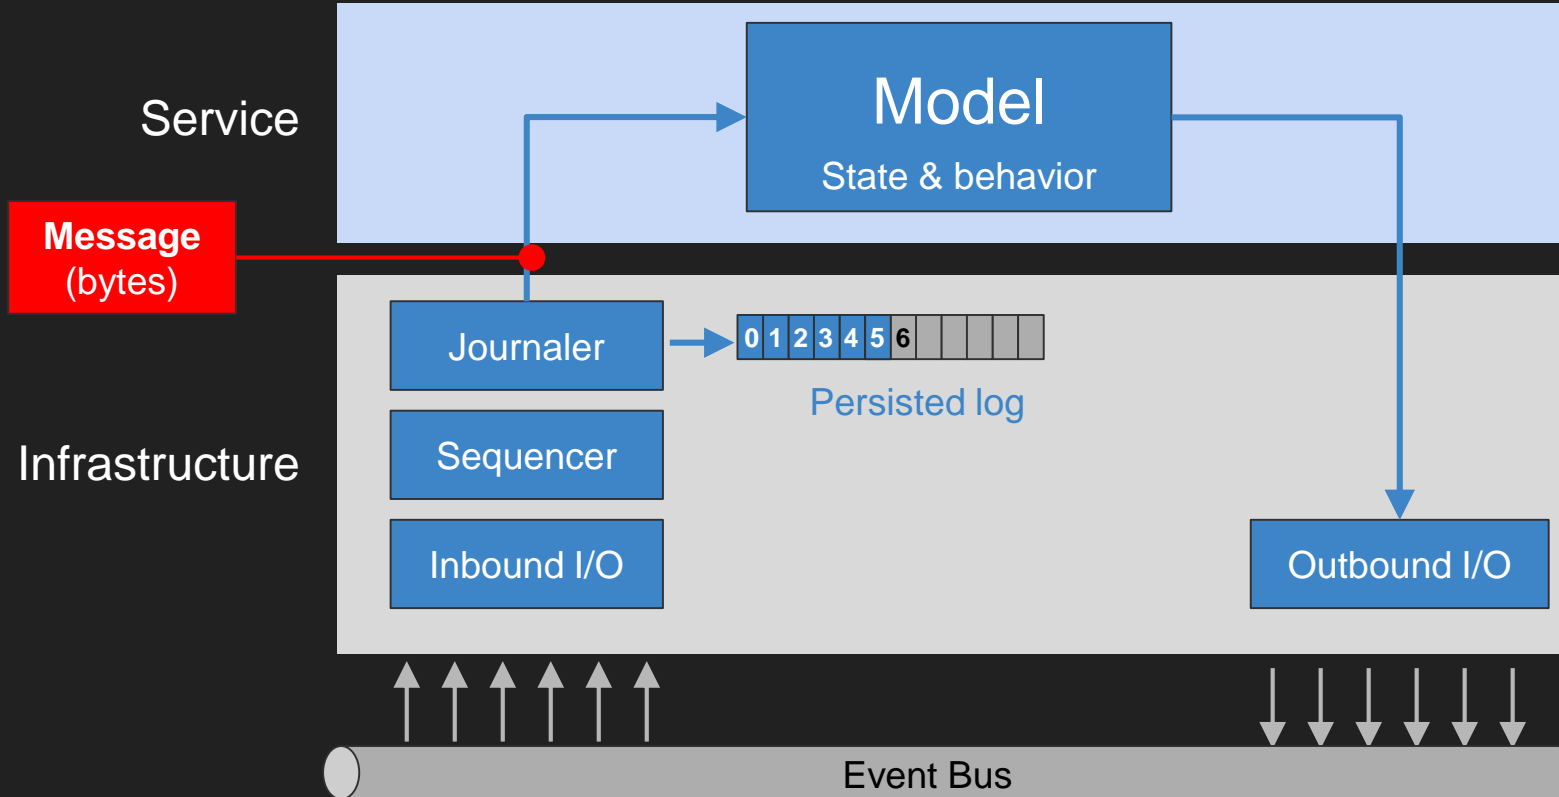 Service
Model
State & behavior
Message
(bytes)
Journaler
0 1 2 3 4 5 6
Persisted log
Sequencer
Infrastructure
Inbound I/O
Outbound I/O
Event Bus